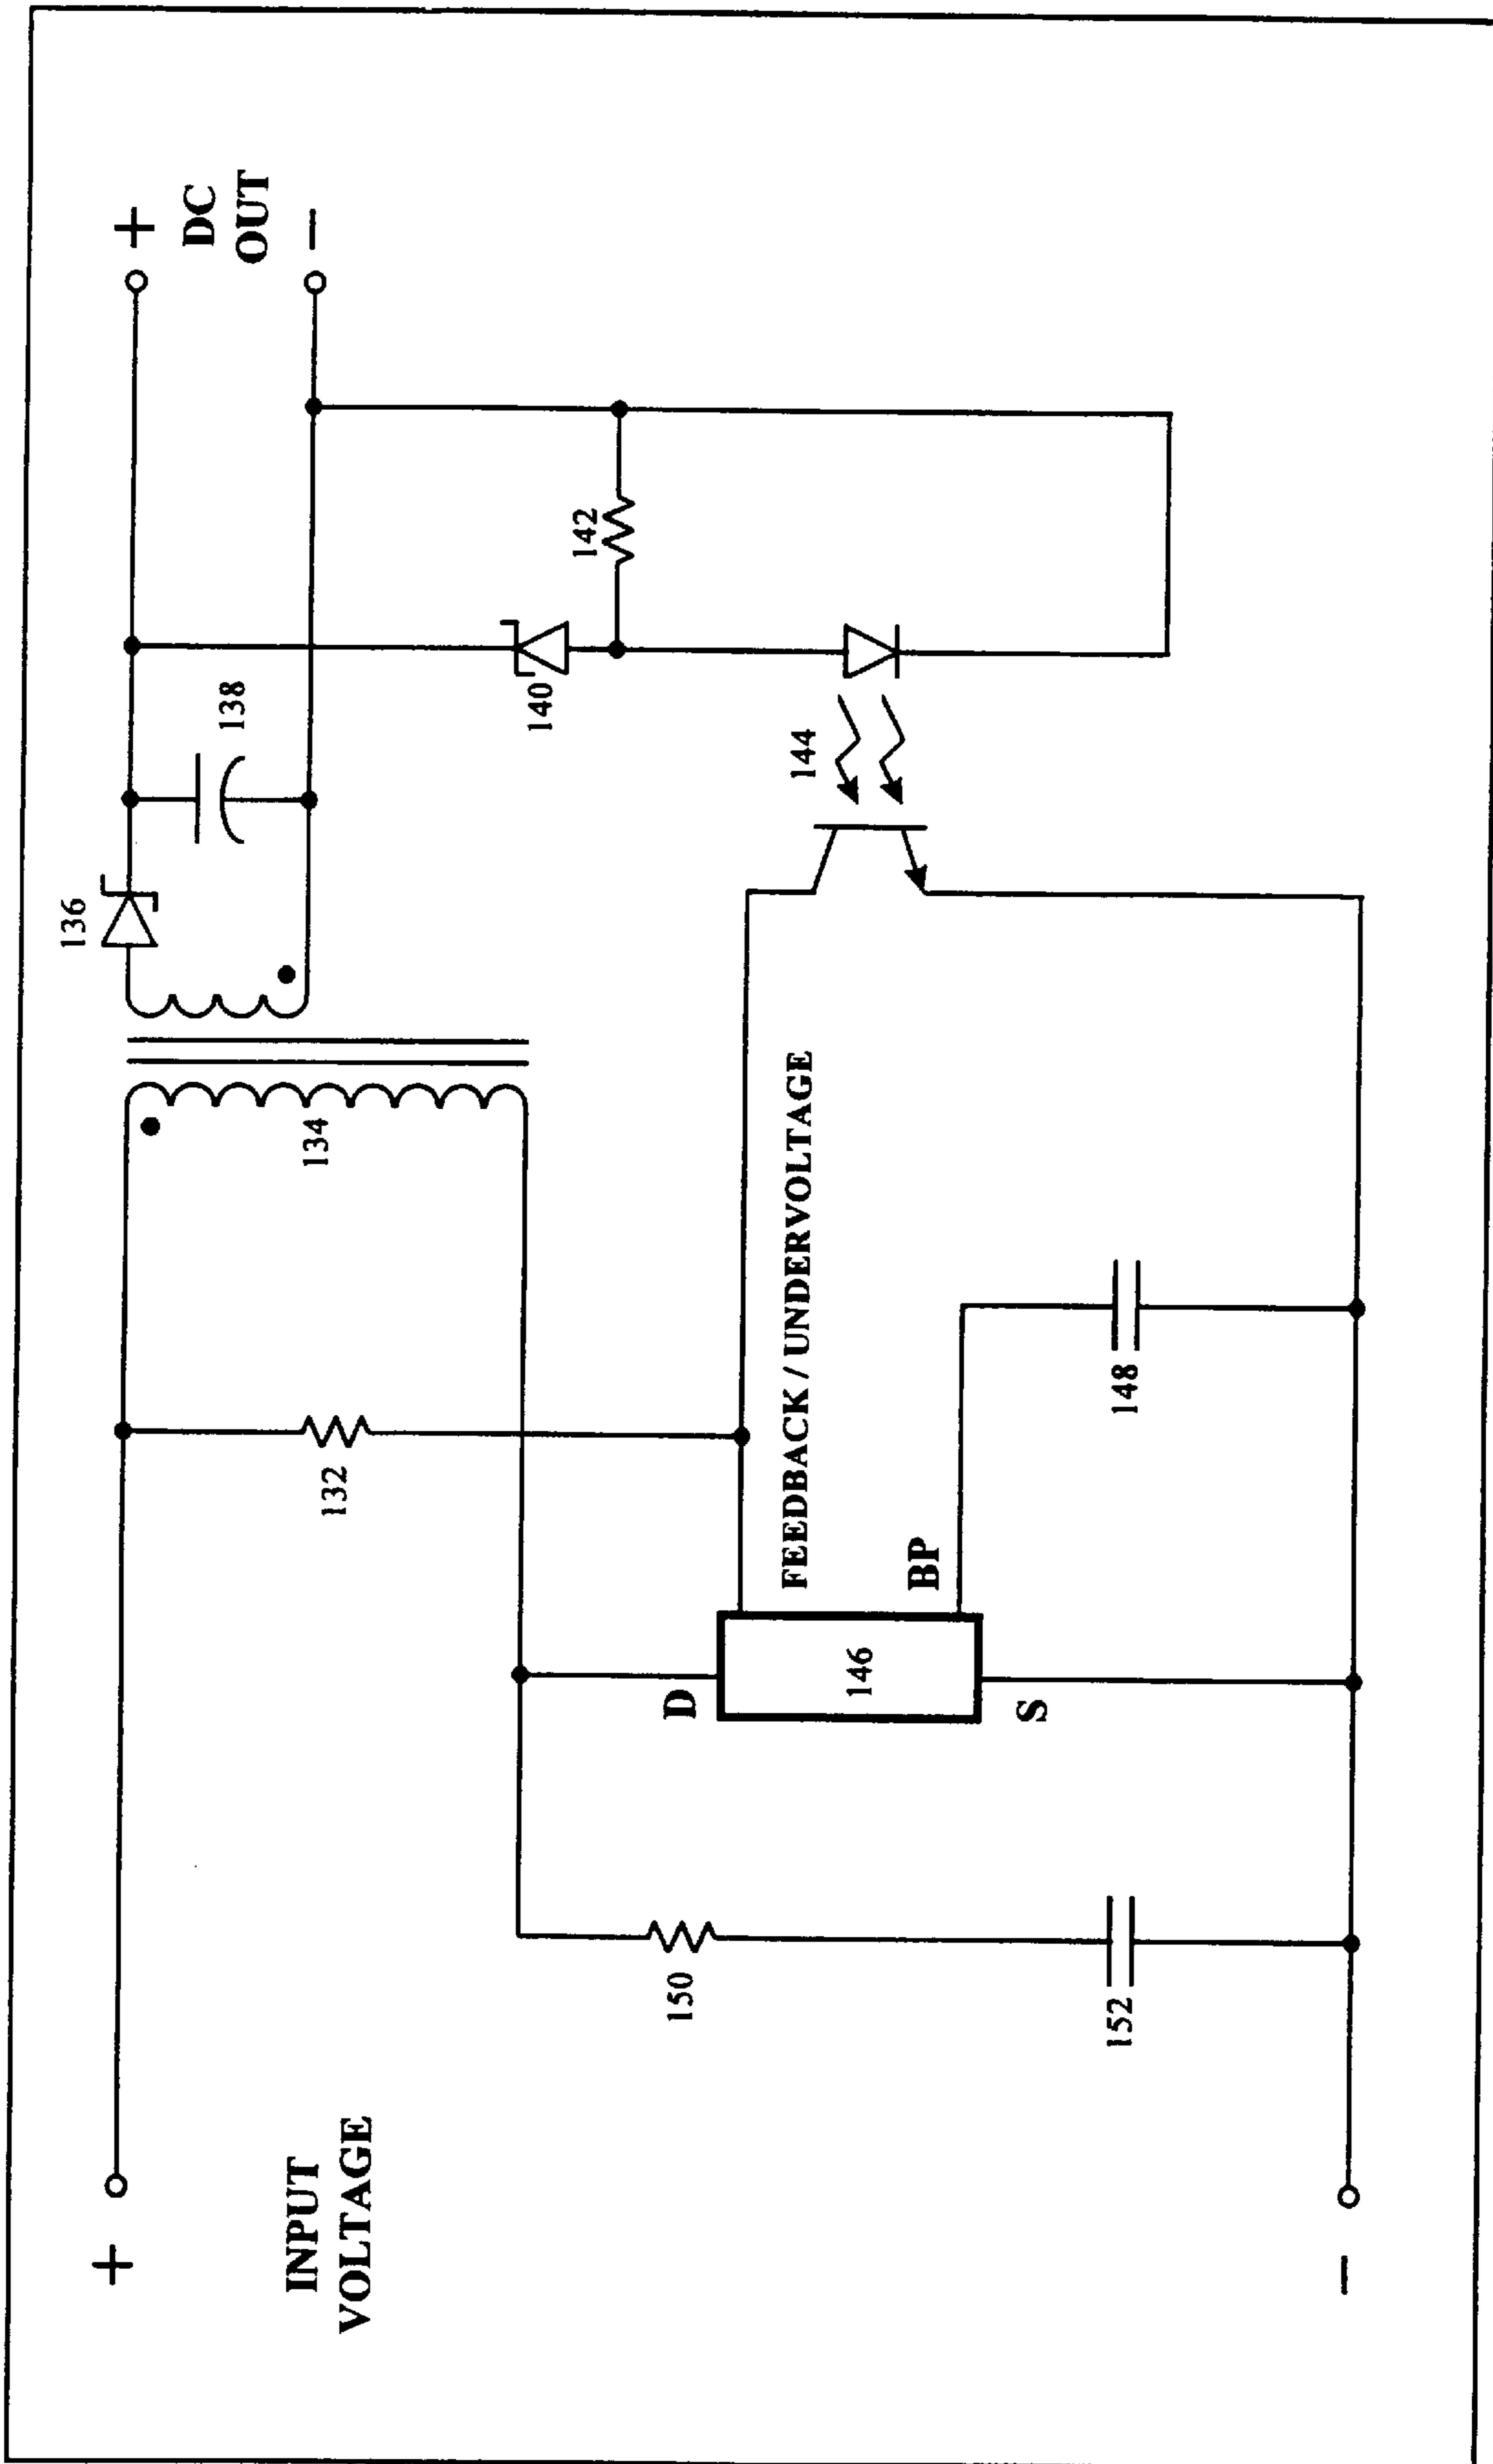 +
INPUT
VOLTAGE
-
132
134
136
138
+
DC
OUT
-
140
142
144
FEEDBACK / UNDERVOLTAGE
D
146
BP
S
148
150
152